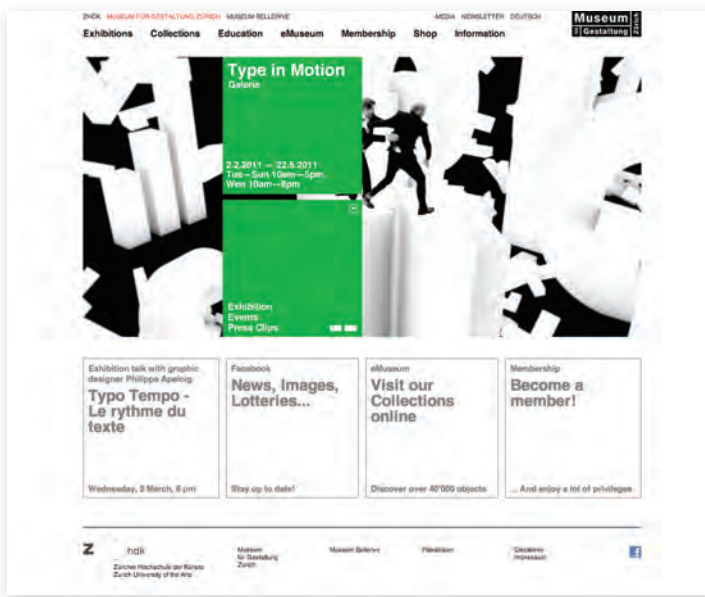 ZHDK MUSEUM FÜR GESTALTUNG ZÜRICH MUSEUM BELLERIVE
MEDIA NEWSLETTER DEUTSCH
Museum
Gestaltung
Zürich
Exhibitions Collections Education eMuseum Membership Shop Information
Type in Motion
Galerie
2.2.2011 — 22.5.2011
Tue—Sun 10am—5pm,
Wen 10am—8pm
Exhibition
Events
Press Clips
Exhibition talk with graphic
designer Philippe Apeloig
Typo Tempo -
Le rythme du
texte
Wednesday, 2 March, 8 pm
Facebook
News, Images,
Lotteries...
Stay up to date!
eMuseum
Visit our
Collections
online
Discover over 40'000 objects
Membership
Become a
member!
... And enjoy a lot of privileges
Z hdk
Zürcher Hochschule der Künste
Zurich University of the Arts
Museum
für Gestaltung
Zürich
Museum Bellerive
Plakatraum
Disclaimer
Impressum
f